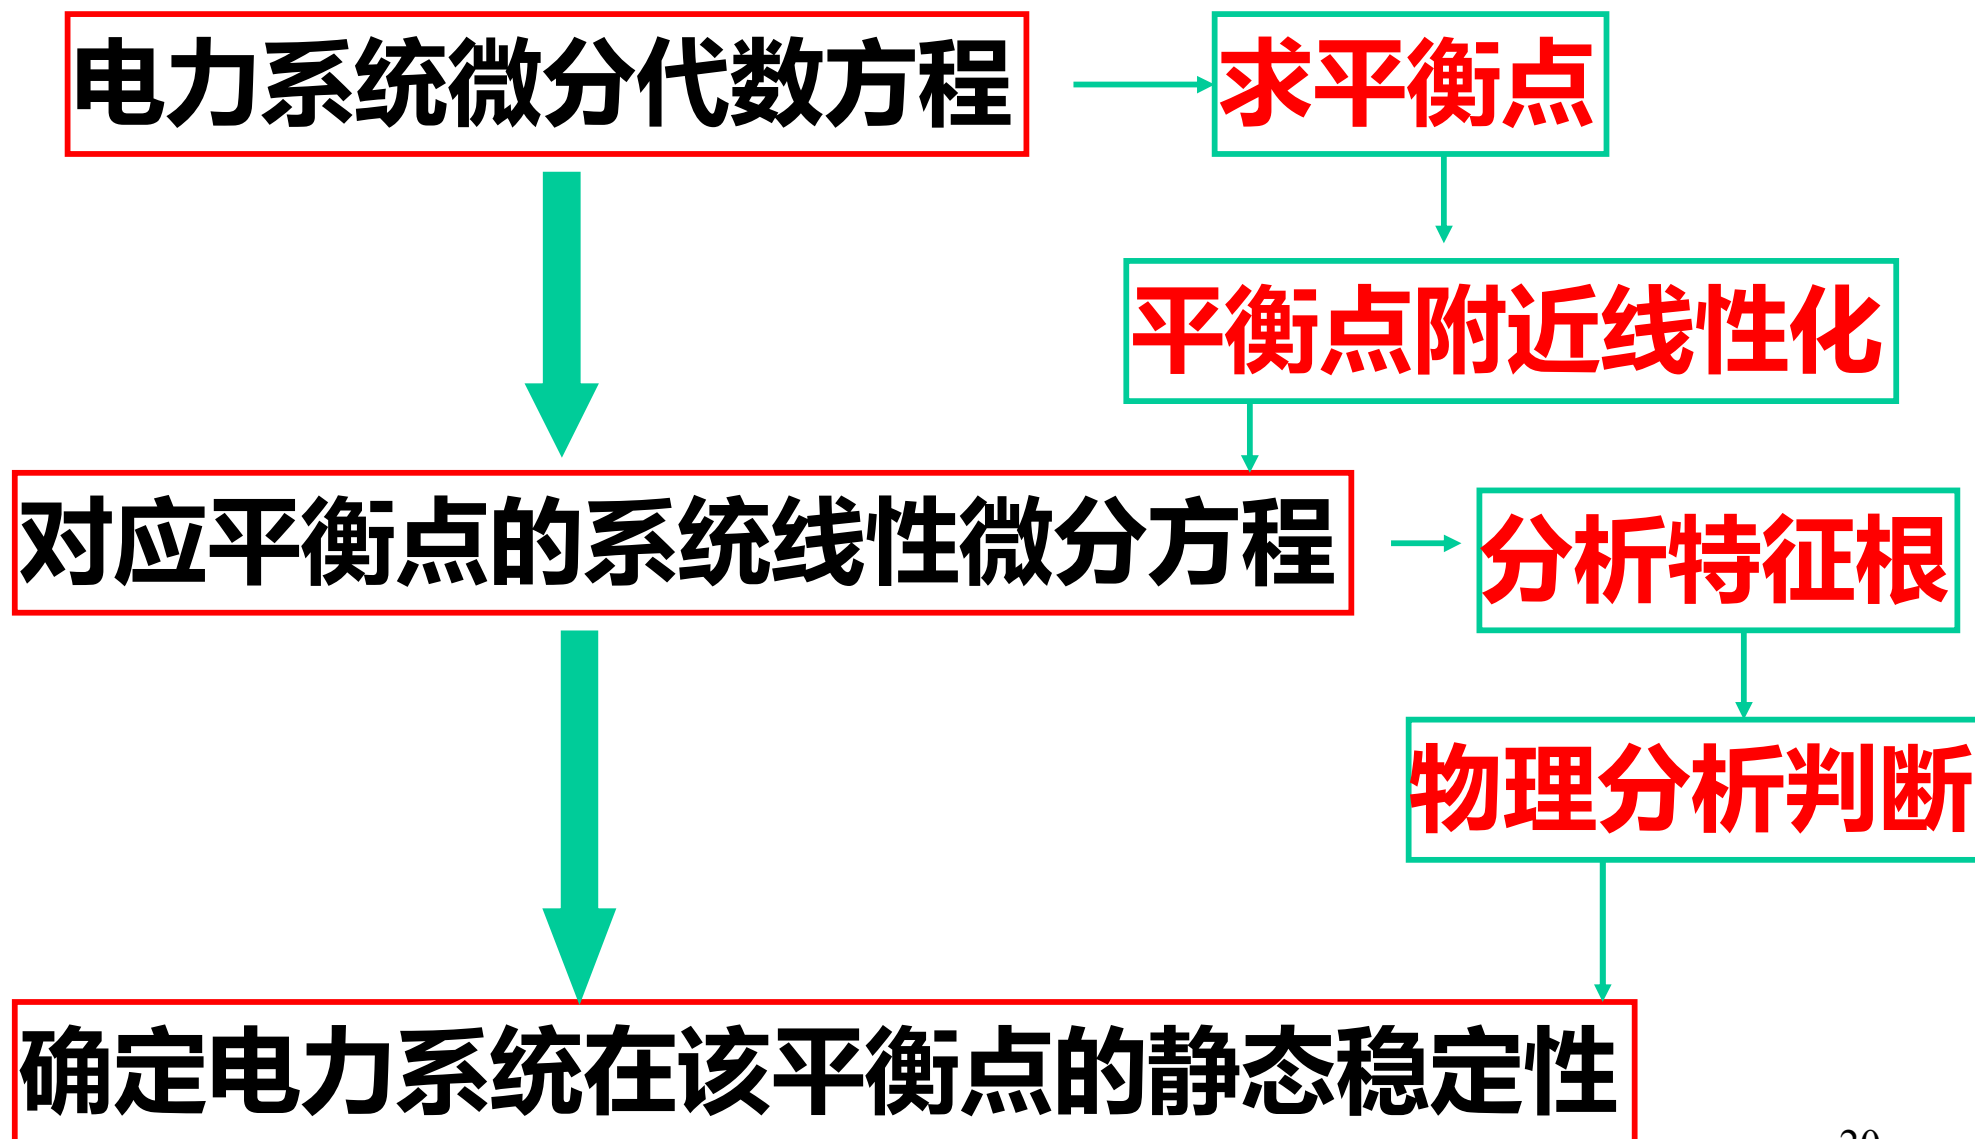 电力系统微分代数方程
求平衡点
平衡点附近线性化
对应平衡点的系统线性微分方程
分析特征根
物理分析判断
确定电力系统在该平衡点的静态稳定性